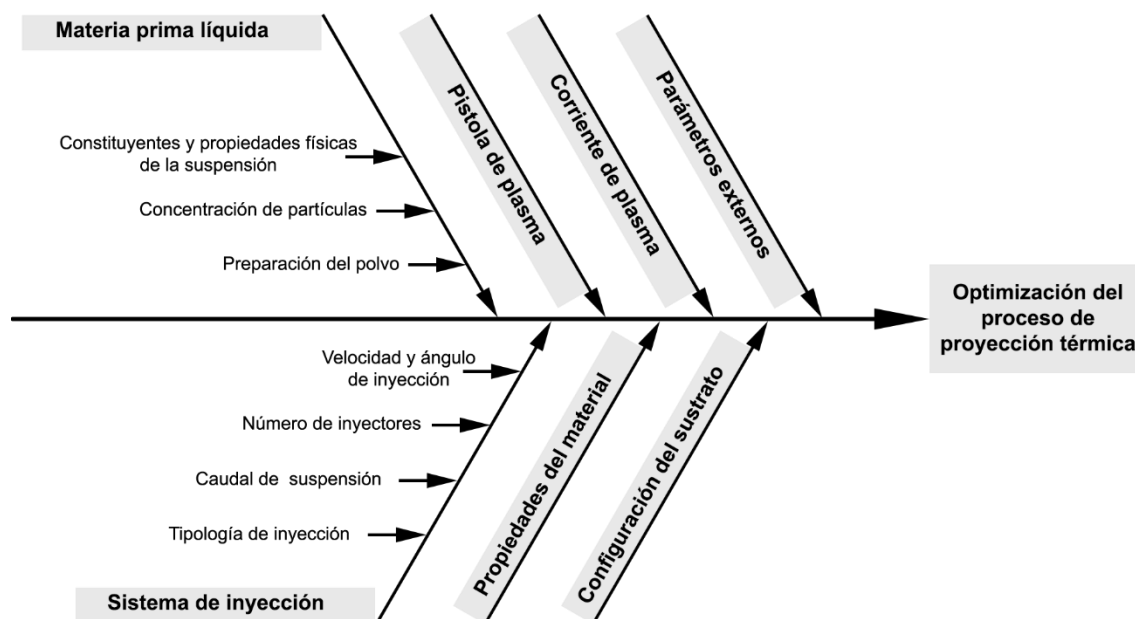 Materia prima líquida
Constituyentes y propiedades físicas
de la suspensión
Concentración de partículas
Preparación del polvo
Pistola de plasma
Corriente de plasma
Parámetros externos
Optimización del
proceso de
proyección térmica
Velocidad y ángulo
de inyección
Número de inyectores
Caudal de suspensión
Tipología de inyección
Sistema de inyección
Propiedades del material
Configuración del sustrato